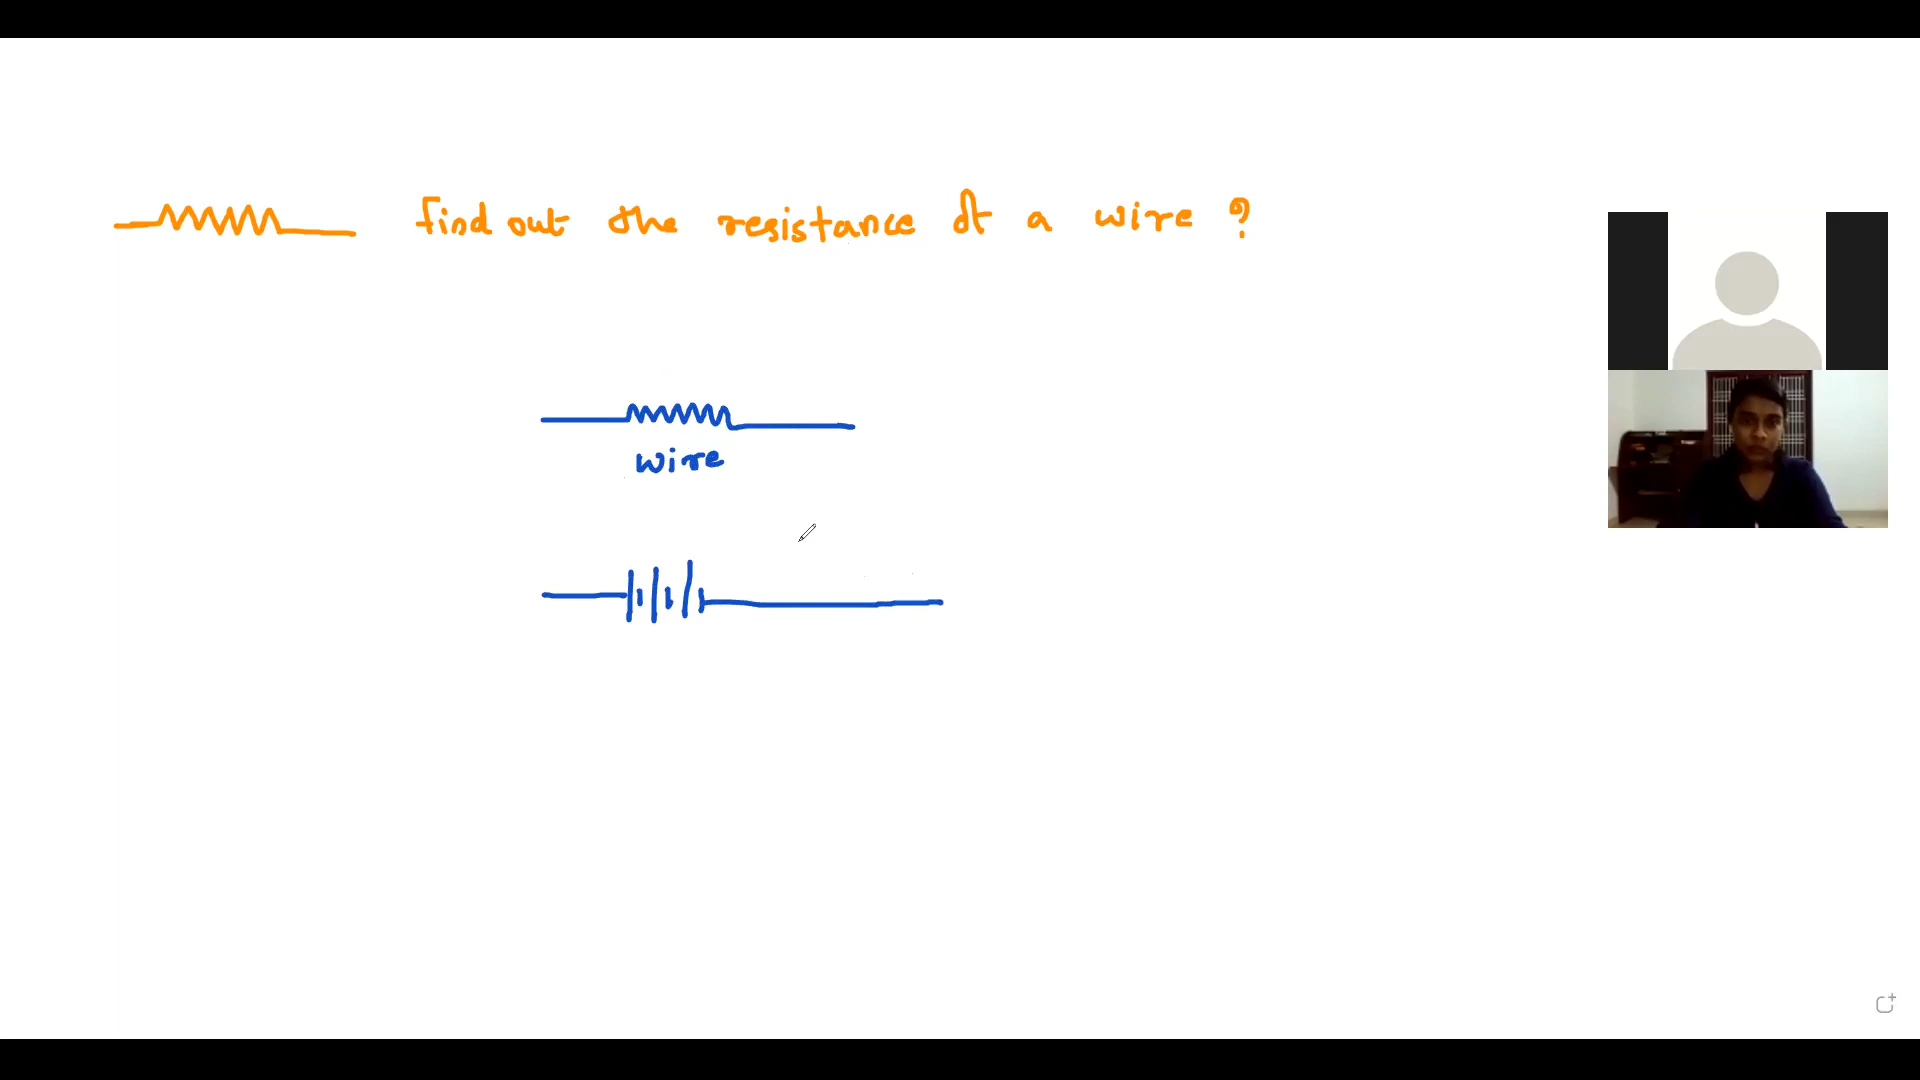 find out the resistance of a wire ?
wire